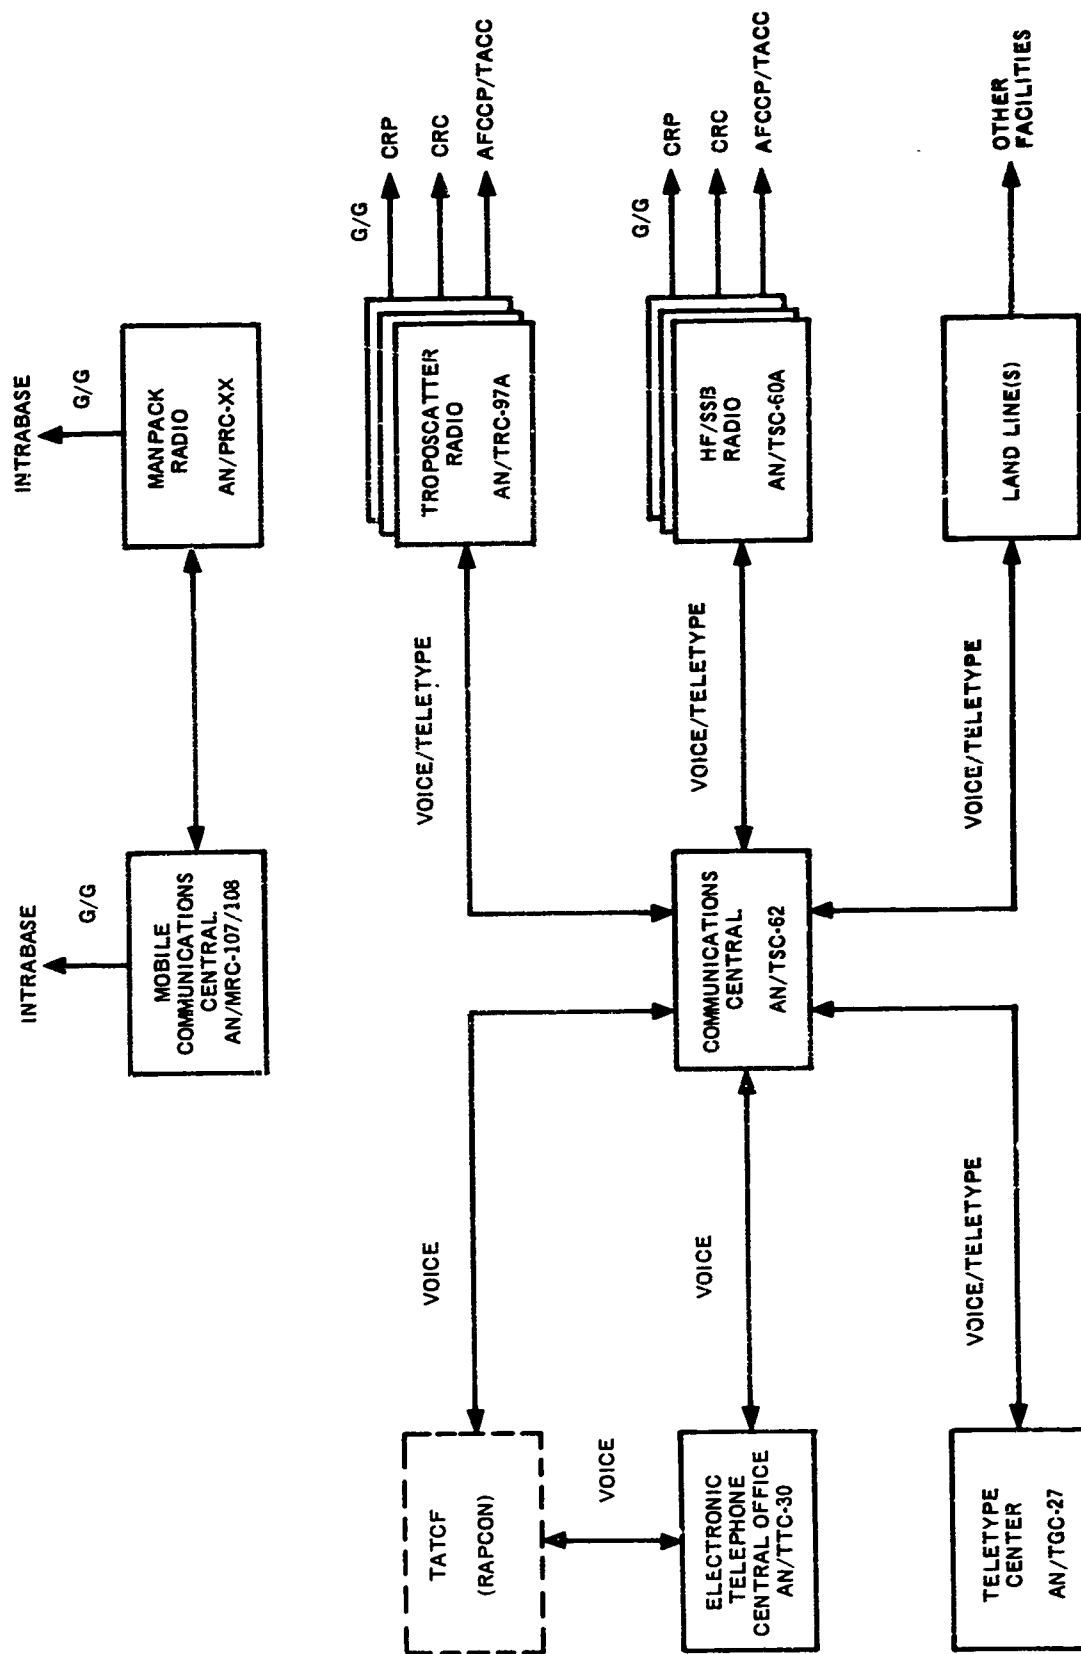 INTRABASE
G/G
MOBILE
COMMUNICATIONS
CENTRAL.
AN/MRC-107/108
INTRABASE
G/G
MANPACK
RADIO
AN/PRC-XX
TATCF
(RAPCON)
VOICE
VOICE
ELECTRONIC
TELEPHONE
CENTRAL OFFICE
AN/TTC-30
VOICE
TELETYPE
CENTER
AN/TGC-27
VOICE/TELETYPE
COMMUNICATIONS
CENTRAL.
AN/TSC-62
VOICE/TELETYPE
TROPOSCATTER
RADIO
AN/TRC-97A
G/G
CRP
CRC
AFCCP/TACC
VOICE/TELETYPE
HF/SSB
RADIO
AN/TSC-60A
G/G
CRP
CRC
AFCCP/TACC
VOICE/TELETYPE
LAND LINE(S)
OTHER
FACILITIES